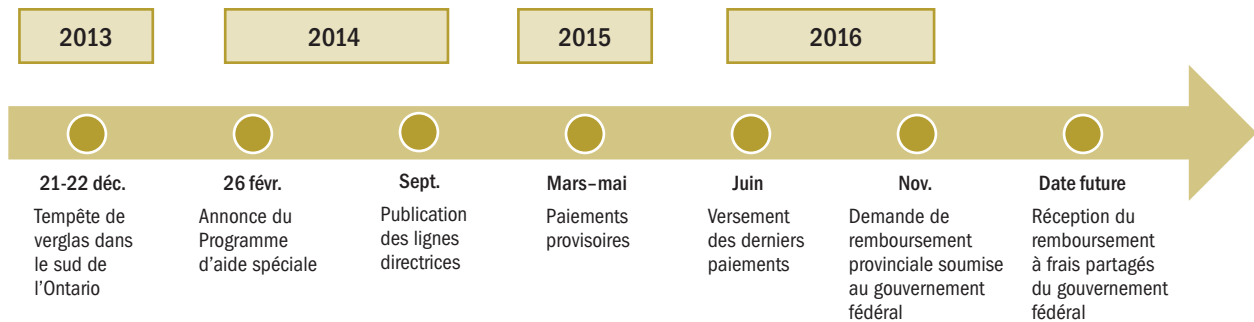 2013
2014
2015
2016
21-22 déc.
Tempête de
verglas dans
le sud de
l'Ontario
26 févr.
Annonce du
Programme
d'aide spéciale
Sept.
Publication
des lignes
directrices
Mars–mai
Paiements
provisoires
Juin
Versement
des derniers
paiements
Nov.
Demande de
remboursement
provinciale soumise
au gouvernement
fédéral
Date future
Réception du
remboursement
à frais partagés
du gouvernement
fédéral